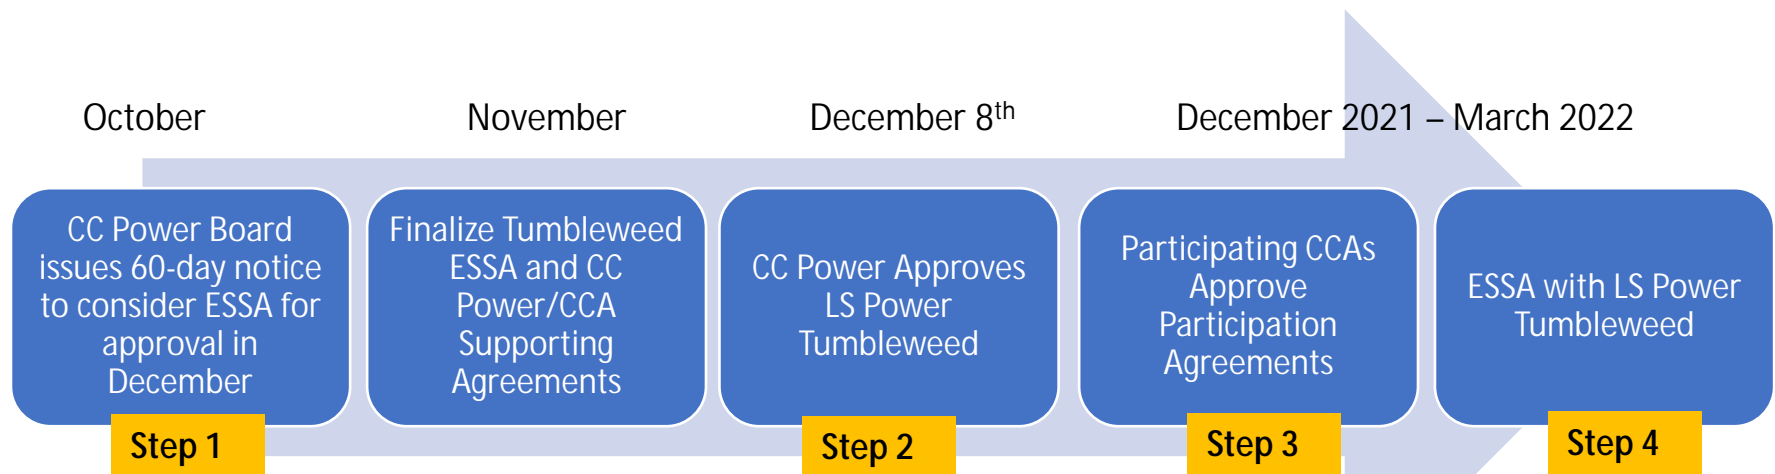 October
November
December 8th
December 2021 – March 2022
CC Power Board
issues 60-day notice
to consider ESSA for
approval in
December
Finalize Tumbleweed
ESSA and CC
Power/CCA
Supporting
Agreements
CC Power Approves
LS Power
Tumbleweed
Participating CCAs
Approve
Participation
Agreements
ESSA with LS Power
Tumbleweed
Step 1
Step 2
Step 3
Step 4